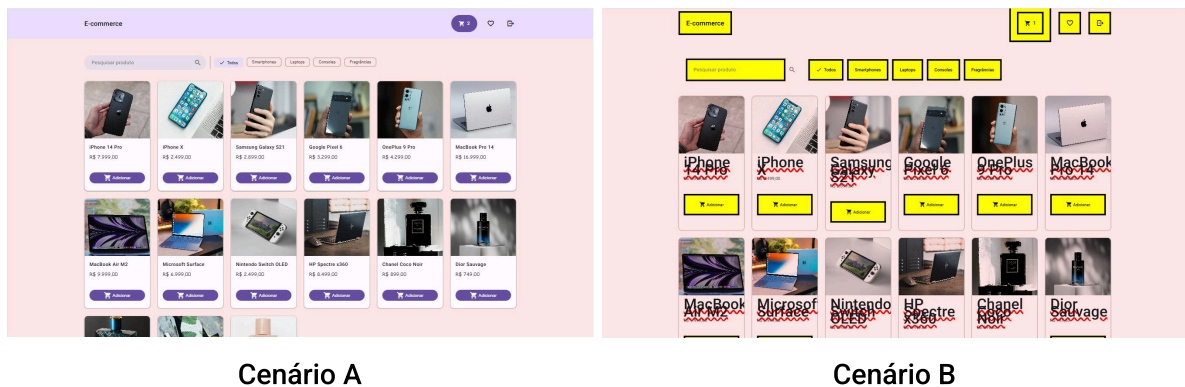 E-commerce
2
Pesquisar produto
Todos
Smartphones
Laptops
Consoles
Fragrâncias
iPhone 14 Pro
R$ 7.999,00
Adicionar
iPhone X
R$ 2.499,00
Adicionar
Samsung Galaxy S21
R$ 2.899,00
Adicionar
Google Pixel 6
R$ 3.299,00
Adicionar
OnePlus 9 Pro
R$ 4.299,00
Adicionar
MacBook Pro 14
R$ 16.999,00
Adicionar
MacBook Air M2
R$ 9.999,00
Adicionar
Microsoft Surface
R$ 6.999,00
Adicionar
Nintendo Switch OLED
R$ 2.499,00
Adicionar
HP Spectre x360
R$ 8.499,00
Adicionar
Chanel Coco Noir
R$ 899,00
Adicionar
Dior Sauvage
R$ 749,00
Adicionar
Cenário A
E-commerce
1
Pesquisar produto
Todos
Smartphones
Laptops
Consoles
Fragrâncias
iPhone
14 Pro
Adicionar
iPhone
X
Adicionar
Samsung
Galaxy
S21
Adicionar
Google
Pixel 6
Adicionar
OnePlus
9 Pro
Adicionar
MacBook
Pro 14
Adicionar
MacBook
Air M2
Microsof
Surface
Nintendo
Switch
OLED
HP
Spectre
x360
Chanel
Coco
Noir
Dior
Sauvage
Cenário B